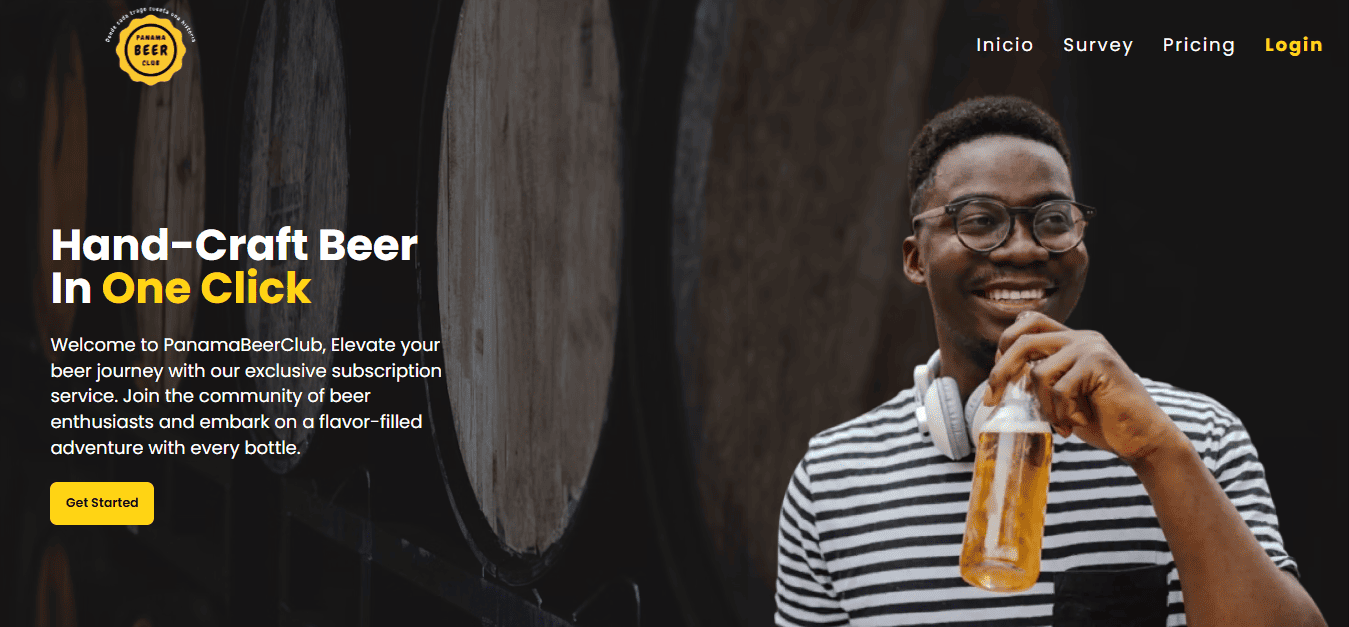 Donde cada trago cuenta una historia
PANAMA
BEER
CLUB
Inicio Survey Pricing Login
Hand-Craft Beer
In One Click
Welcome to PanamaBeerClub, Elevate your
beer journey with our exclusive subscription
service. Join the community of beer
enthusiasts and embark on a flavor-filled
adventure with every bottle.
Get Started